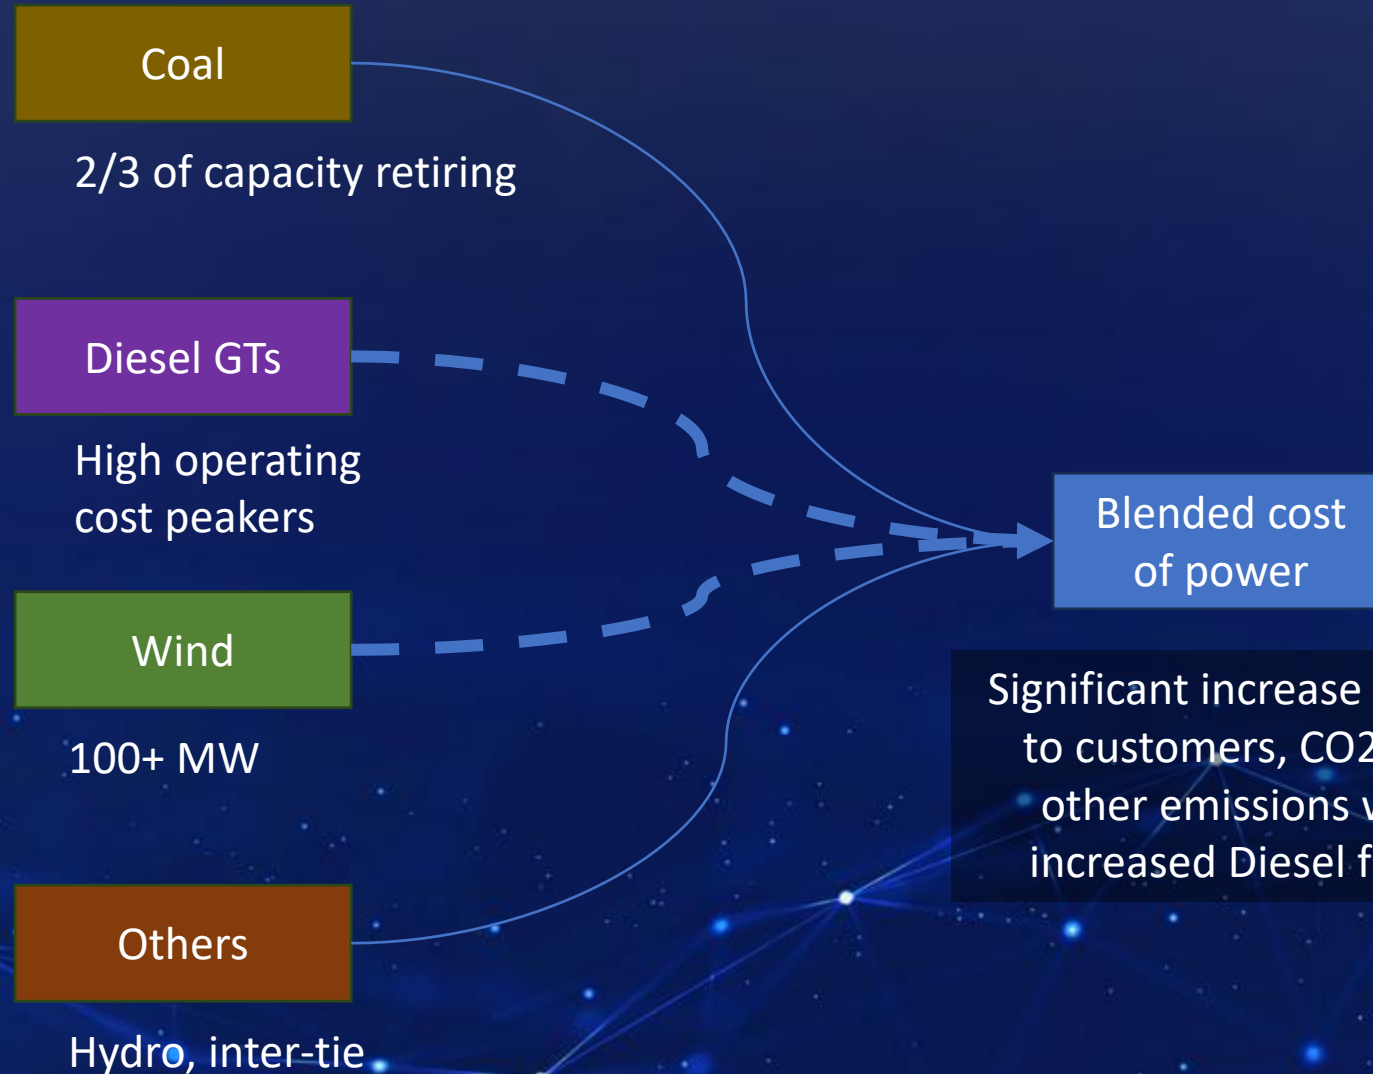 Coal
2/3 of capacity retiring
Diesel GTs
High operating
cost peakers
Wind
100+ MW
Others
Hydro, inter-tie
Blended cost
of power
Significant increase
to customers, CO2
other emissions
increased Diesel